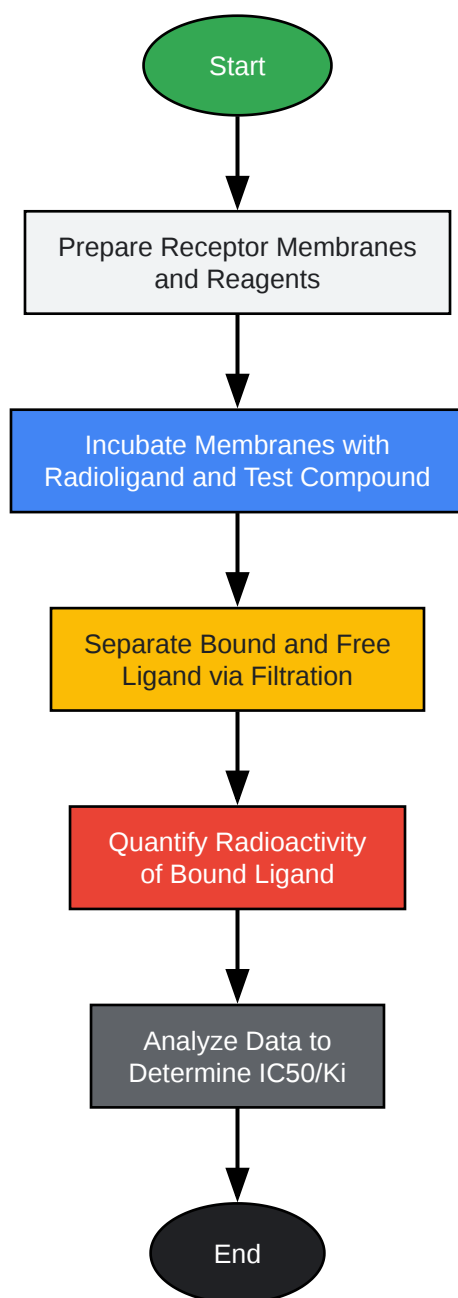 Start
Prepare Receptor Membranes
and Reagents
Incubate Membranes with
Radioligand and Test Compound
Separate Bound and Free
Ligand via Filtration
Quantify Radioactivity
of Bound Ligand
Analyze Data to
Determine IC50/Ki
End